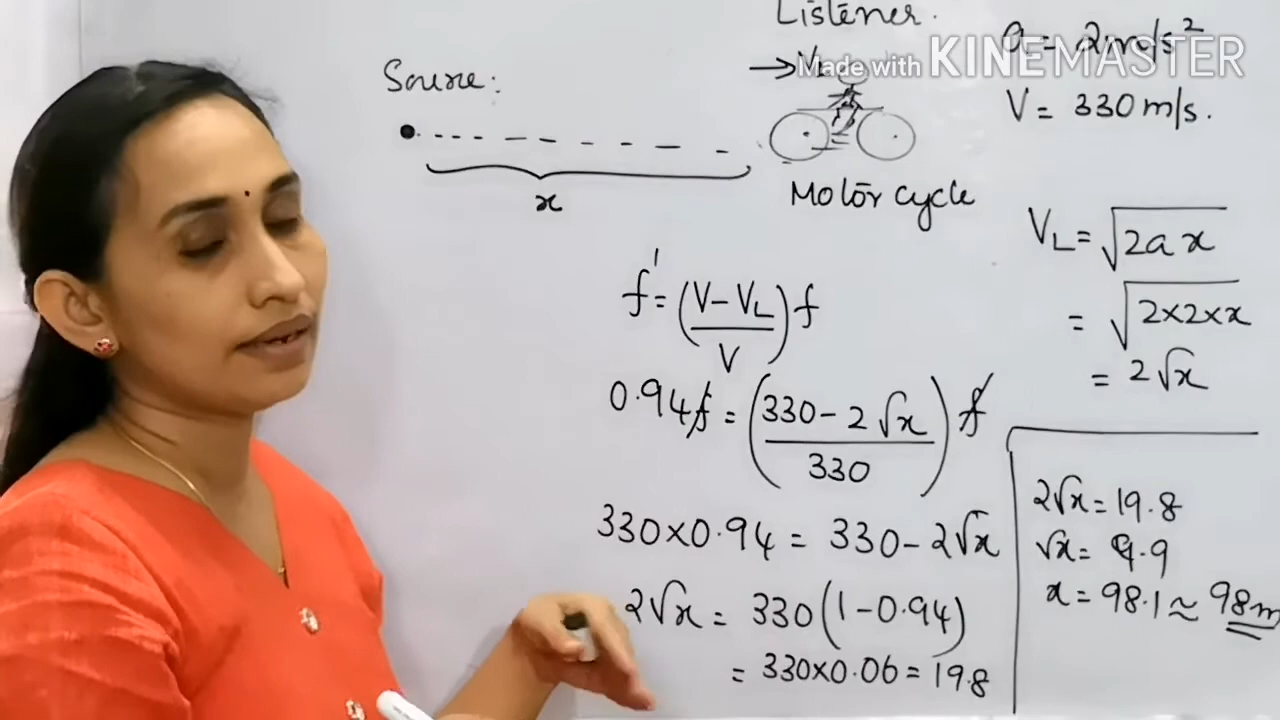 Listener.
Source:
→ VL
a = 2m/s²
Made with KINEMASTER
V = 330 m/s.
x
Motor cycle
VL = √2ax
= √2×2×x
= 2√x
f' = (V-VL/V) f
0.94f = (330-2√x/330) f
330×0.94 = 330-2√x
2√x = 330(1-0.94)
= 330×0.06 = 19.8
2√x = 19.8
√x = 9.9
x = 98.1 ≈ 98m